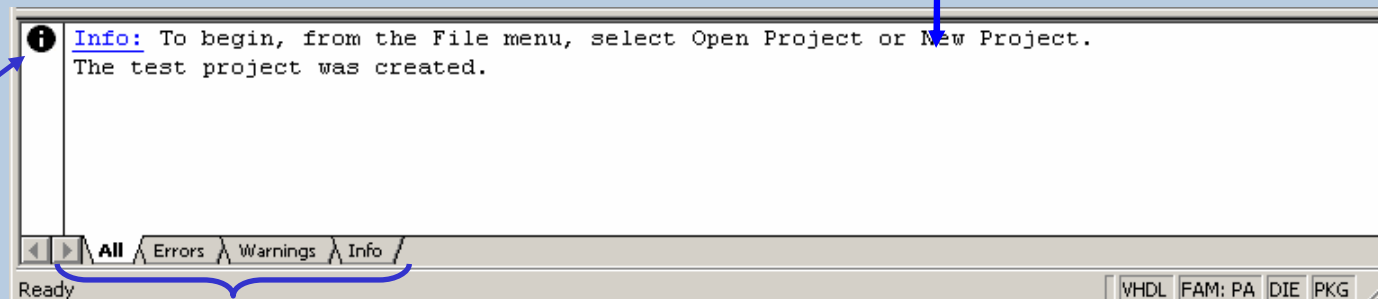 Info: To begin, from the File menu, select Open Project or New Project.
The test project was created.
All Errors Warnings Info
Ready VHDL FAM: PA DIE PKG